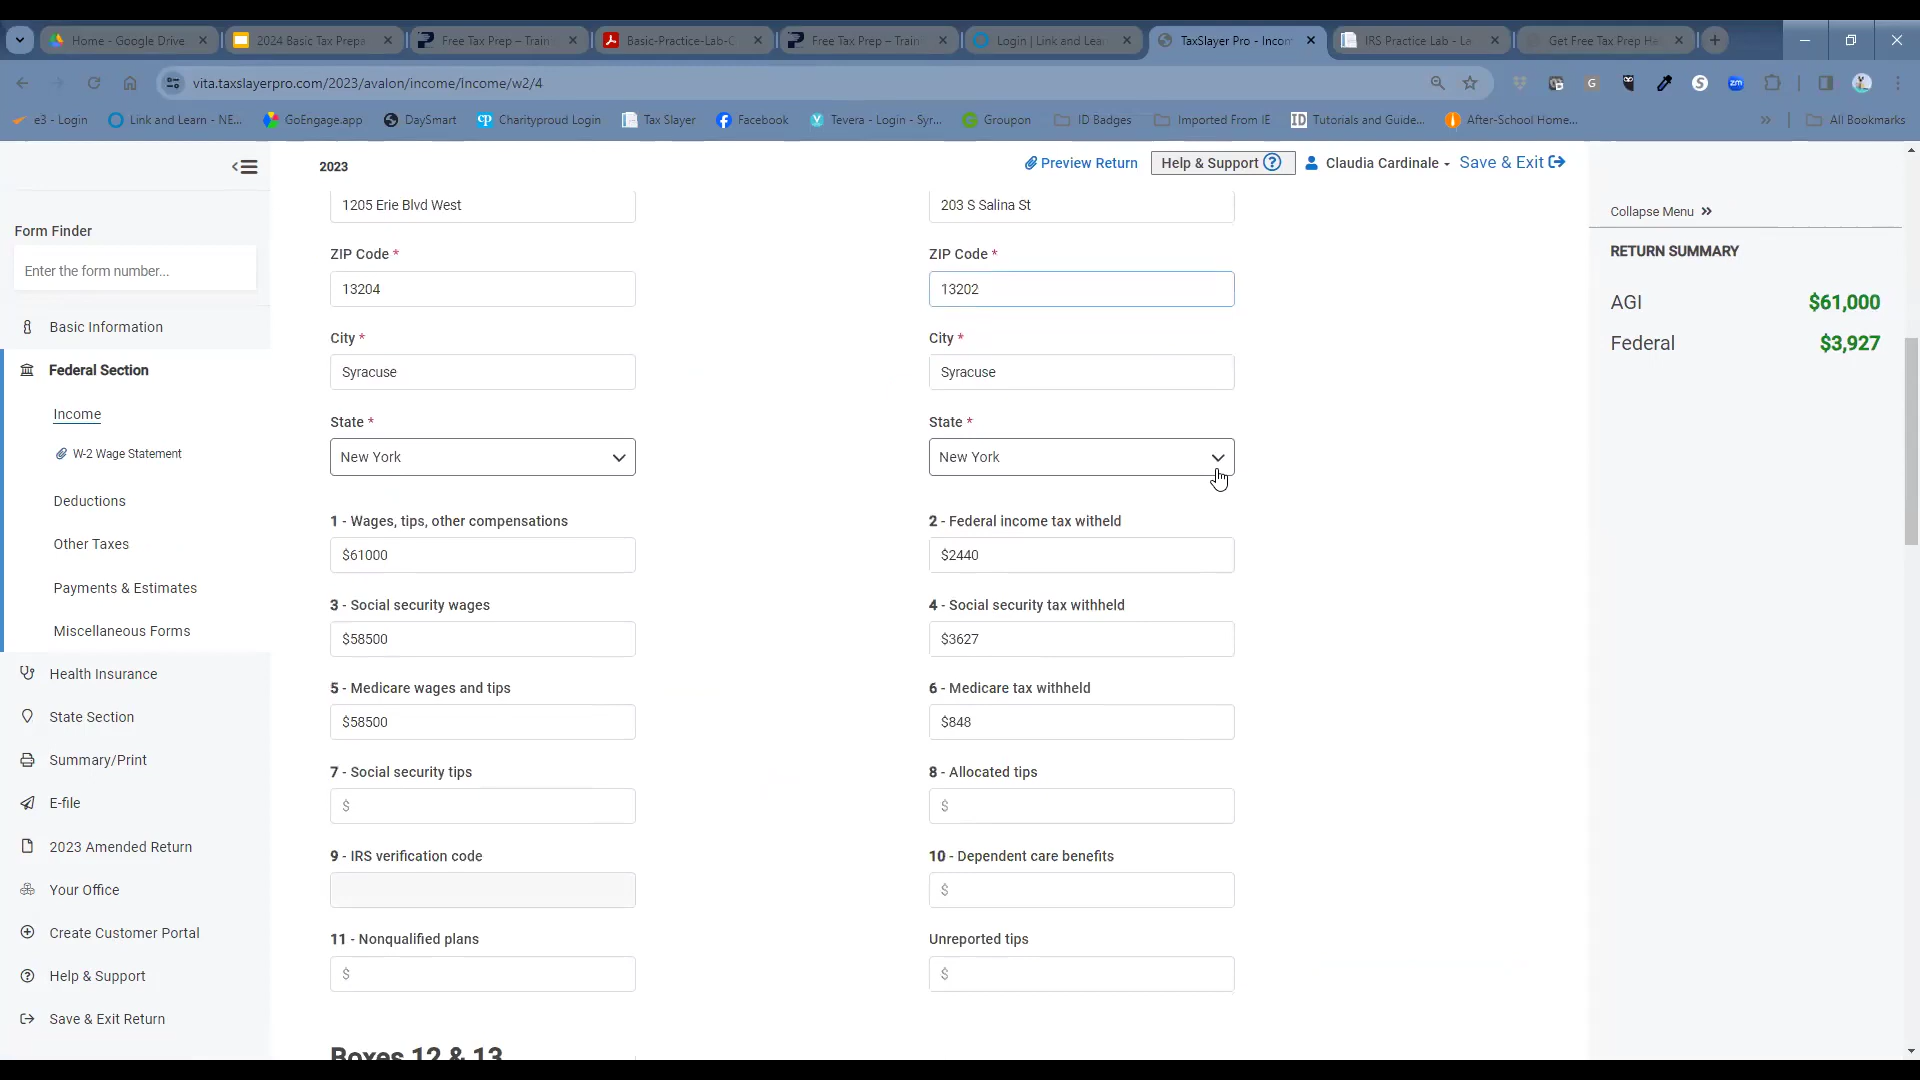 Home - Google Drive
2024 Basic Tax Prepa
Free Tax Prep – Train
Basic-Practice-Lab-C
Free Tax Prep – Train
Login | Link and Lea
TaxSlayer Pro - Incom
IRS Practice Lab - La
Get Free Tax Prep He
vita.taxslayerpro.com/2023/avalon/income/Income/w2/4
e3 - Login
Link and Learn - NE...
GoEngage.app
DaySmart
Charityproud Login
Tax Slayer
Facebook
Tevera - Login - Syr...
Groupon
ID Badges
Imported From IE
Tutorials and Guide...
After-School Home...
All Bookmarks
2023
Preview Return
Help & Support
Claudia Cardinale
Save & Exit
Form Finder
Enter the form number...
Basic Information
Federal Section
Income
W-2 Wage Statement
Deductions
Other Taxes
Payments & Estimates
Miscellaneous Forms
Health Insurance
State Section
Summary/Print
E-file
2023 Amended Return
Your Office
Create Customer Portal
Help & Support
Save & Exit Return
1205 Erie Blvd West
203 S Salina St
ZIP Code *
ZIP Code *
13204
13202
City *
City *
Syracuse
Syracuse
State *
State *
New York
New York
1 - Wages, tips, other compensations
2 - Federal income tax witheld
$61000
$2440
3 - Social security wages
4 - Social security tax withheld
$58500
$3627
5 - Medicare wages and tips
6 - Medicare tax withheld
$58500
$848
7 - Social security tips
8 - Allocated tips
$
$
9 - IRS verification code
10 - Dependent care benefits
$
11 - Nonqualified plans
Unreported tips
$
$
Boxes 12 & 13
Collapse Menu »
RETURN SUMMARY
AGI $61,000
Federal $3,927